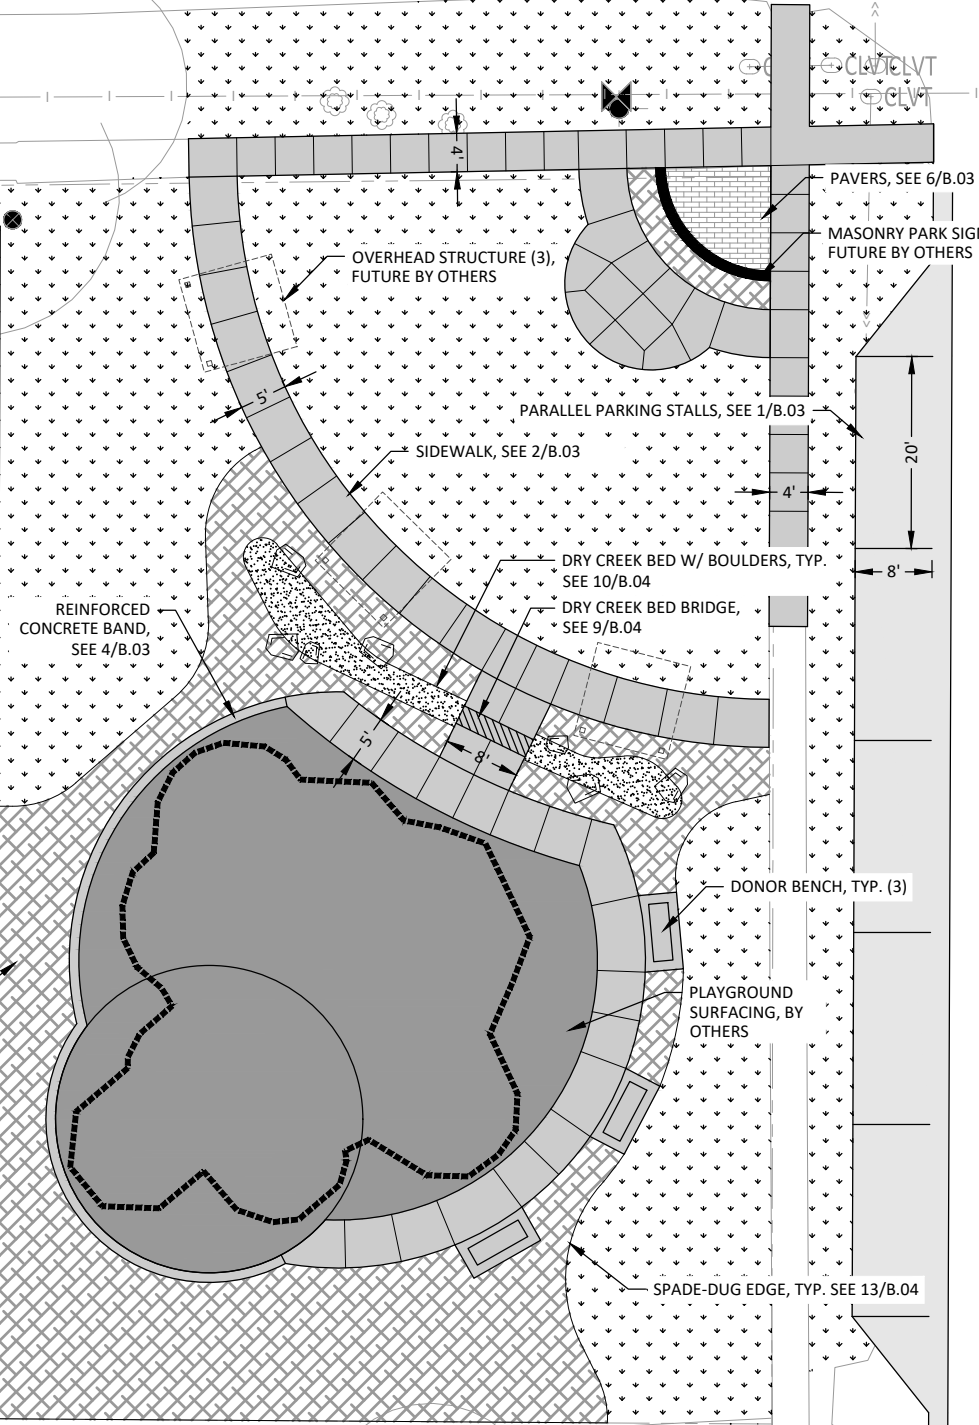 CLVT
CLVT
CLVT
4'
PAVERS, SEE 6/B.03
MASONRY PARK
FUTURE BY OTHERS
OVERHEAD STRUCTURE (3),
FUTURE BY OTHERS
5'
PARALLEL PARKING STALLS, SEE 1/B.03
20'
SIDEWALK, SEE 2/B.03
4'
DRY CREEK BED W/ BOULDERS, TYP.
SEE 10/B.04
8'
DRY CREEK BED BRIDGE,
SEE 9/B.04
REINFORCED
CONCRETE BAND,
SEE 4/B.03
5'
8'
DONOR BENCH, TYP. (3)
PLAYGROUND
SURFACING, BY
OTHERS
SPADE-DUG EDGE, TYP. SEE 13/B.04